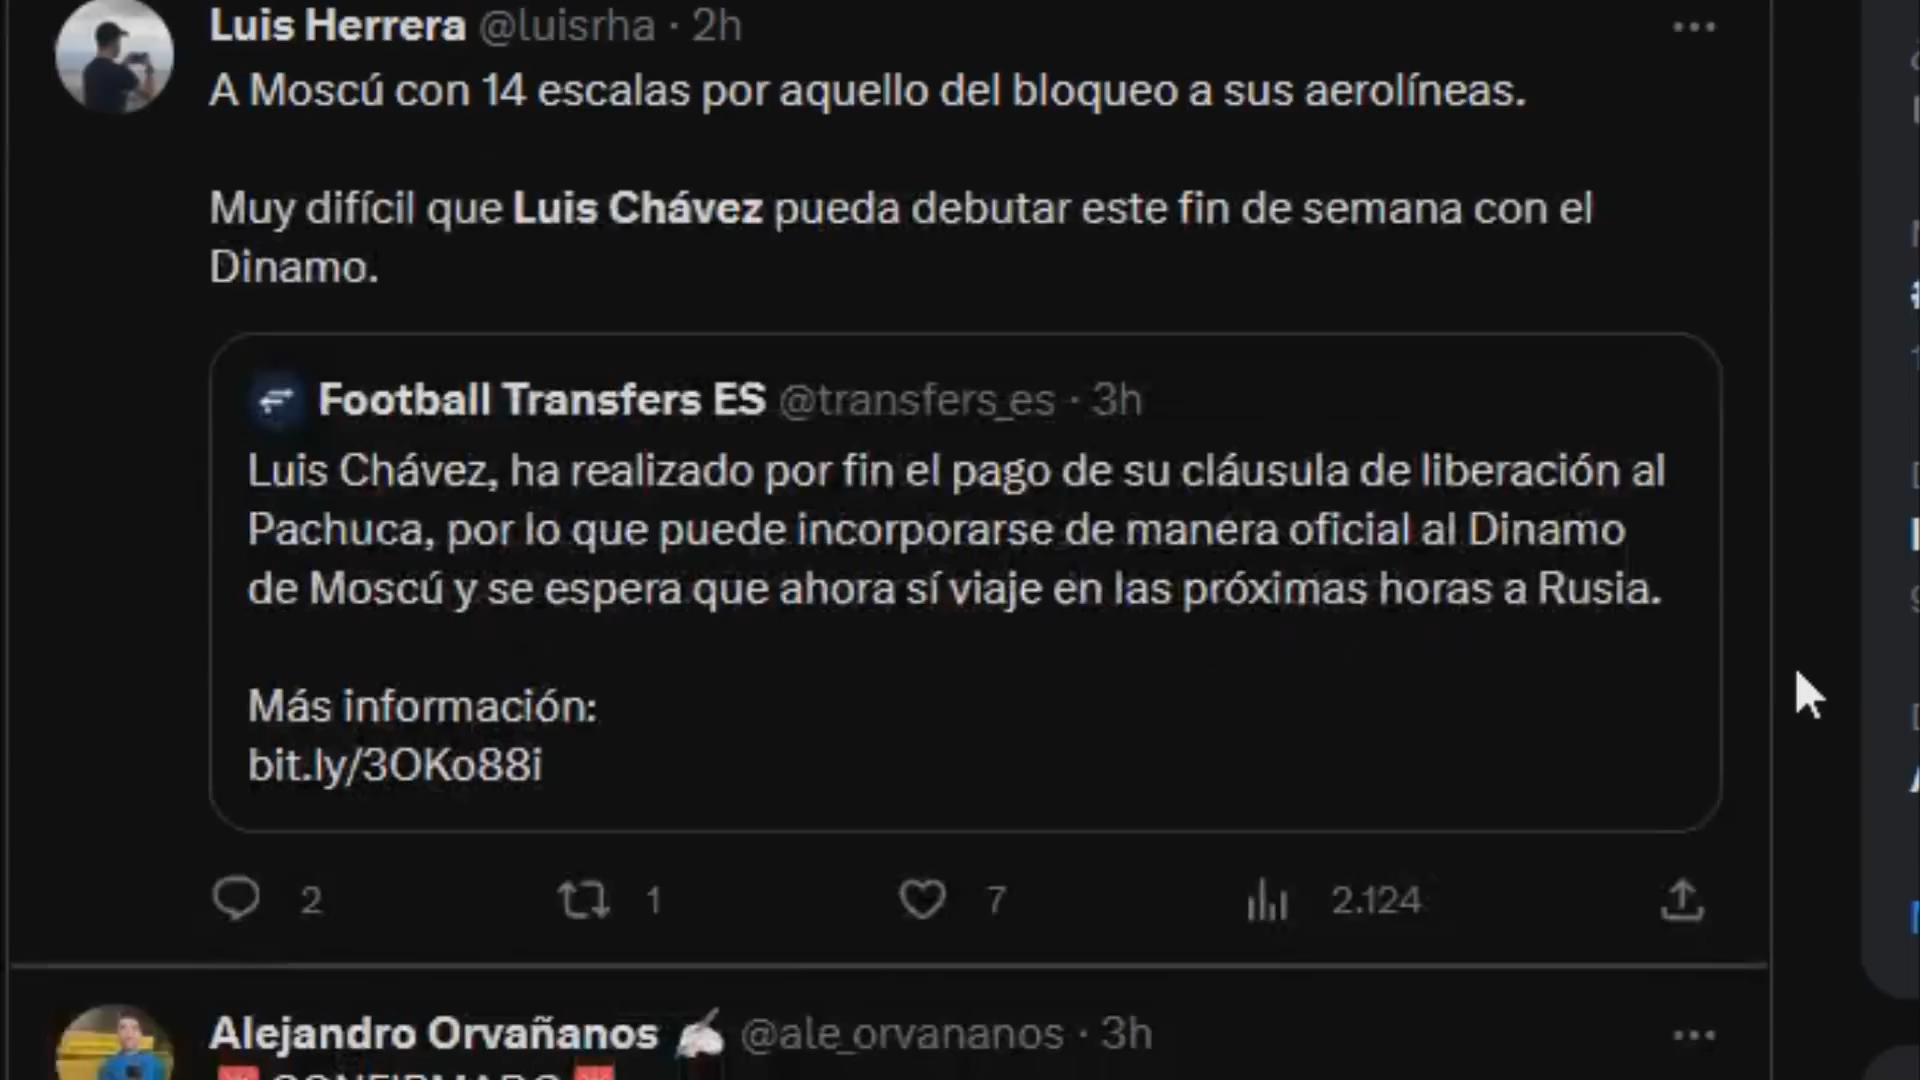 Luis Herrera @luisrha · 2h
A Moscú con 14 escalas por aquello del bloqueo a sus aerolíneas.
Muy difícil que Luis Chávez pueda debutar este fin de semana con el
Dinamo.
Football Transfers ES @transfers_es · 3h
Luis Chávez, ha realizado por fin el pago de su cláusula de liberación al
Pachuca, por lo que puede incorporarse de manera oficial al Dinamo
de Moscú y se espera que ahora sí viaje en las próximas horas a Rusia.
Más información:
bit.ly/3OKo88i
2 1 7 2.124
Alejandro Orvañanos @ale_orvananos · 3h
CONFIRMADO